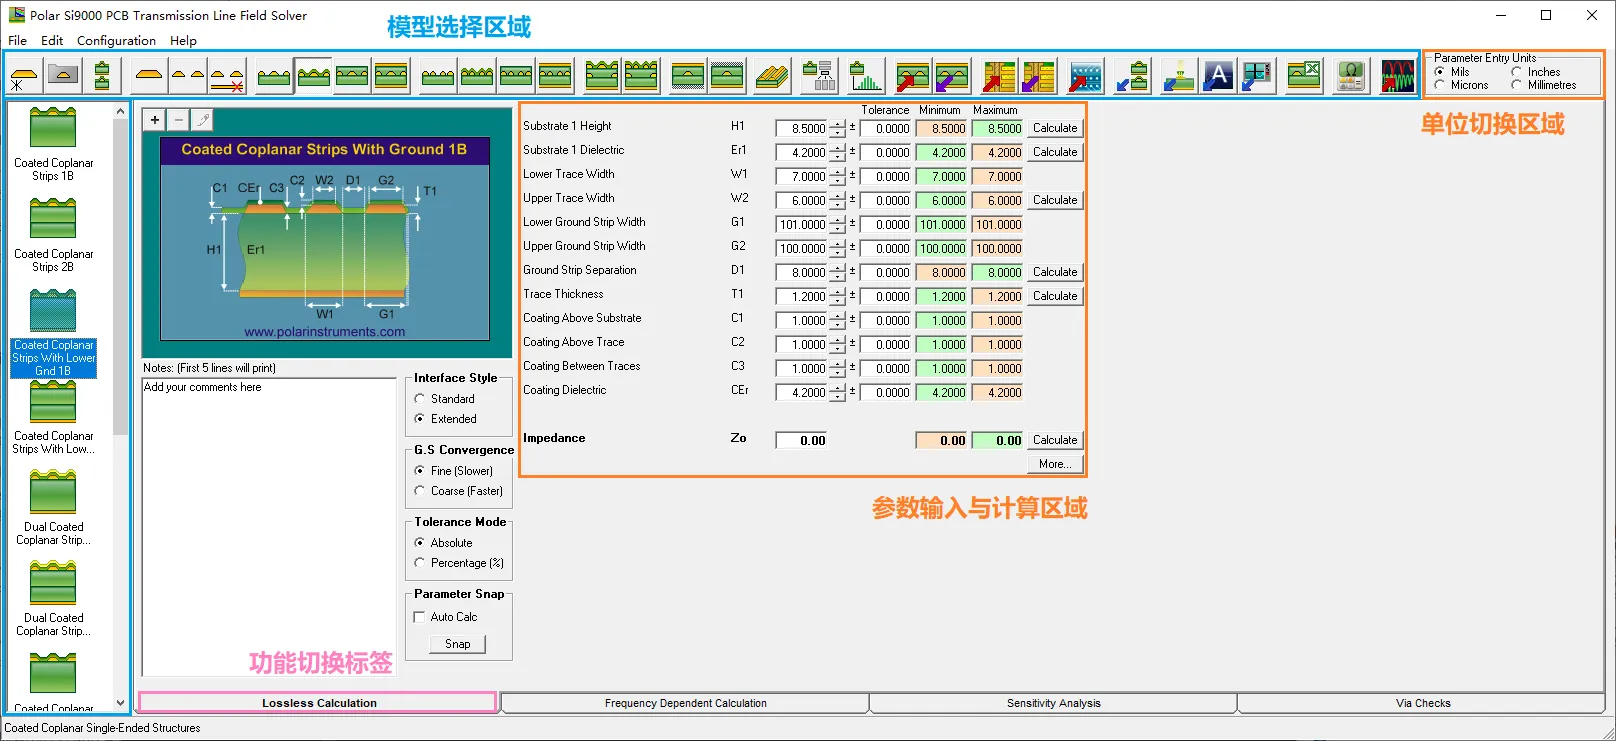 Polar Si9000 PCB Transmission Line Field Solver
File Edit Configuration Help
模型选择区域
Parameter Entry Units
Mils Inches
Microns Millimetres
单位切换区域
Coated Coplanar
Strips 1B
Coated Coplanar
Strips 2B
Coated Coplanar
Strips With Lower
Gnd 1B
Coated Coplanar
Strips With Low...
Dual Coated
Coplanar Strip...
Dual Coated
Coplanar Strip...
Coated Coplanar
Coated Coplanar Strips With Ground 1B
C1 CEr C3 C2 W2 D1 G2 T1
H1 Er1
W1 G1
www.polarinstruments.com
Notes: (First 5 lines will print)
Add your comments here
Interface Style
Standard
Extended
G.S Convergence
Fine (Slower)
Coarse (Faster)
Tolerance Mode
Absolute
Percentage (%)
Parameter Snap
Auto Calc
Snap
功能切换标签
Tolerance Minimum Maximum
Substrate 1 Height H1 8.5000 ± 0.0000 8.5000 8.5000 Calculate
Substrate 1 Dielectric Er1 4.2000 ± 0.0000 4.2000 4.2000 Calculate
Lower Trace Width W1 7.0000 ± 0.0000 7.0000 7.0000
Upper Trace Width W2 6.0000 ± 0.0000 6.0000 6.0000 Calculate
Lower Ground Strip Width G1 101.0000 ± 0.0000 101.0000 101.0000
Upper Ground Strip Width G2 100.0000 ± 0.0000 100.0000 100.0000
Ground Strip Separation D1 8.0000 ± 0.0000 8.0000 8.0000 Calculate
Trace Thickness T1 1.2000 ± 0.0000 1.2000 1.2000 Calculate
Coating Above Substrate C1 1.0000 ± 0.0000 1.0000 1.0000
Coating Above Trace C2 1.0000 ± 0.0000 1.0000 1.0000
Coating Between Traces C3 1.0000 ± 0.0000 1.0000 1.0000
Coating Dielectric CEr 4.2000 ± 0.0000 4.2000 4.2000
Impedance Zo 0.00 0.00 0.00 Calculate
More...
参数输入与计算区域
Lossless Calculation Frequency Dependent Calculation Sensitivity Analysis Via Checks
Coated Coplanar Single-Ended Structures